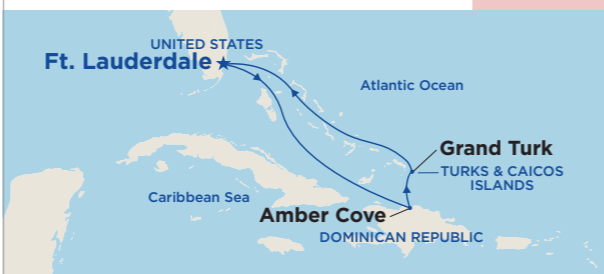 UNITED STATES
Ft. Lauderdale
Atlantic Ocean
Grand Turk
TURKS & CAICOS
ISLANDS
Caribbean Sea
Amber Cove
DOMINICAN REPUBLIC